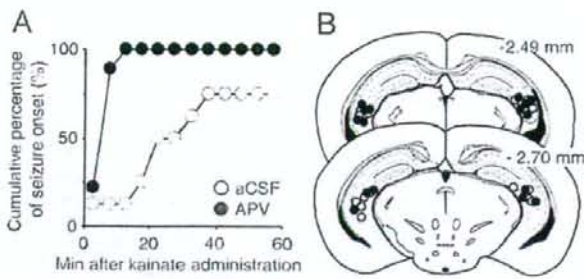 A
B
Cumulative percentage
of seizure onset (%)
100
50
0
aCSF
APV
0
20
40
60
Min after kainate administration
-2.49 mm
-2.70 mm